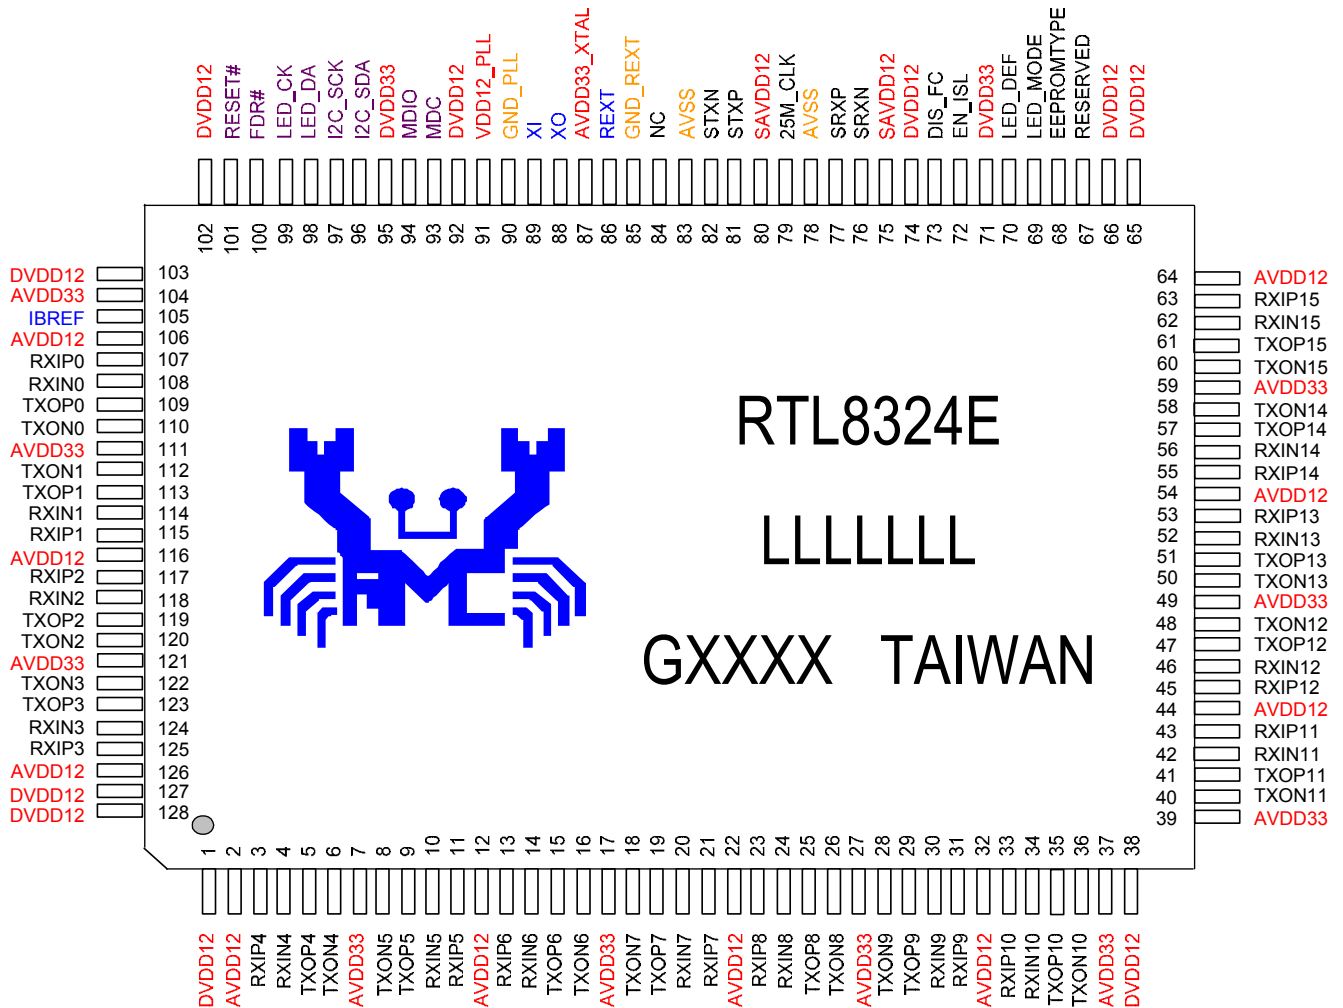 DVDD12 RESET# FDR# LED_CK LED_DA I2C_SCK I2C_SDA DVDD33 MDIO MDC DVDD12 VDD12_PLL GND_PLL XI XO AVDD33_XTAL REXT GND_REXT NC AVSS STXN STXP SAVDD12 25M_CLK AVSS SRXP SRXN SAVDD12 DVDD12 DIS_FC EN_ISL DVDD33 LED_DEF LED_MODE EEPROMTYPE RESERVED DVDD12 DVDD12
102 101 100 99 98 97 96 95 94 93 92 91 90 89 88 87 86 85 84 83 82 81 80 79 78 77 76 75 74 73 72 71 70 69 68 67 66 65
DVDD12 103
AVDD33 104
IBREF 105
AVDD12 106
RXIP0 107
RXIN0 108
TXOP0 109
TXON0 110
AVDD33 111
TXON1 112
TXOP1 113
RXIN1 114
RXIP1 115
AVDD12 116
RXIP2 117
RXIN2 118
TXOP2 119
TXON2 120
AVDD33 121
TXON3 122
TXOP3 123
RXIN3 124
RXIP3 125
AVDD12 126
DVDD12 127
DVDD12 128
RTL8324E
LLLLLLL
GXXXX TAIWAN
64 AVDD12
63 RXIP15
62 RXIN15
61 TXOP15
60 TXON15
59 AVDD33
58 TXON14
57 TXOP14
56 RXIN14
55 RXIP14
54 AVDD12
53 RXIP13
52 RXIN13
51 TXOP13
50 TXON13
49 AVDD33
48 TXON12
47 TXOP12
46 RXIN12
45 RXIP12
44 AVDD12
43 RXIP11
42 RXIN11
41 TXOP11
40 TXON11
39 AVDD33
1 2 3 4 5 6 7 8 9 10 11 12 13 14 15 16 17 18 19 20 21 22 23 24 25 26 27 28 29 30 31 32 33 34 35 36 37 38
DVDD12 AVDD12 RXIP4 RXIN4 TXOP4 TXON4 AVDD33 TXON5 TXOP5 RXIN5 RXIP5 AVDD12 RXIP6 RXIN6 TXOP6 TXON6 AVDD33 TXON7 TXOP7 RXIN7 RXIP7 AVDD12 RXIP8 RXIN8 TXOP8 TXON8 AVDD33 TXON9 TXOP9 RXIN9 RXIP9 AVDD12 RXIP10 RXIN10 TXOP10 TXON10 AVDD33 DVDD12